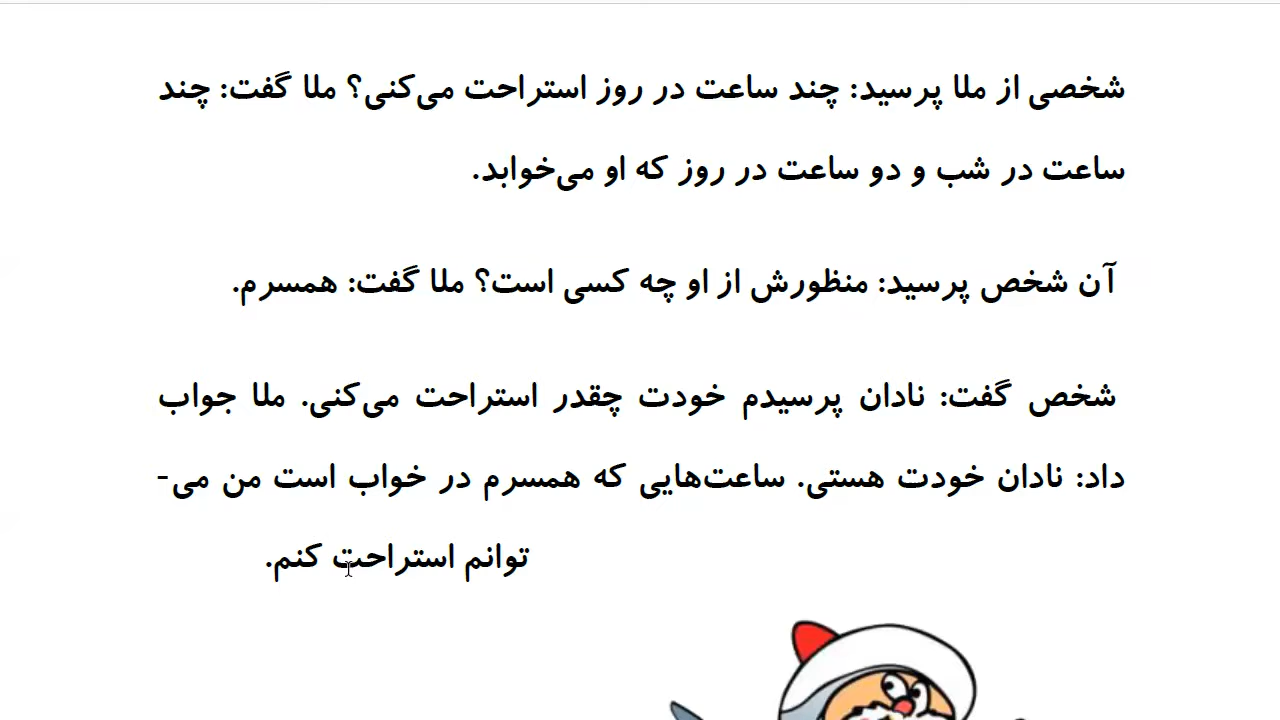 شخصی از ملا پرسید: چند ساعت در روز استراحت می‌کنی؟ ملا گفت: چند
ساعت در شب و دو ساعت در روز که او می‌خوابد.
آن شخص پرسید: منظورش از او چه کسی است؟ ملا گفت: همسرم.
شخص گفت: نادان پرسیدم خودت چقدر استراحت می‌کنی. ملا جواب
داد: نادان خودت هستی. ساعت‌هایی که همسرم در خواب است من می-
توانم استراحت کنم.